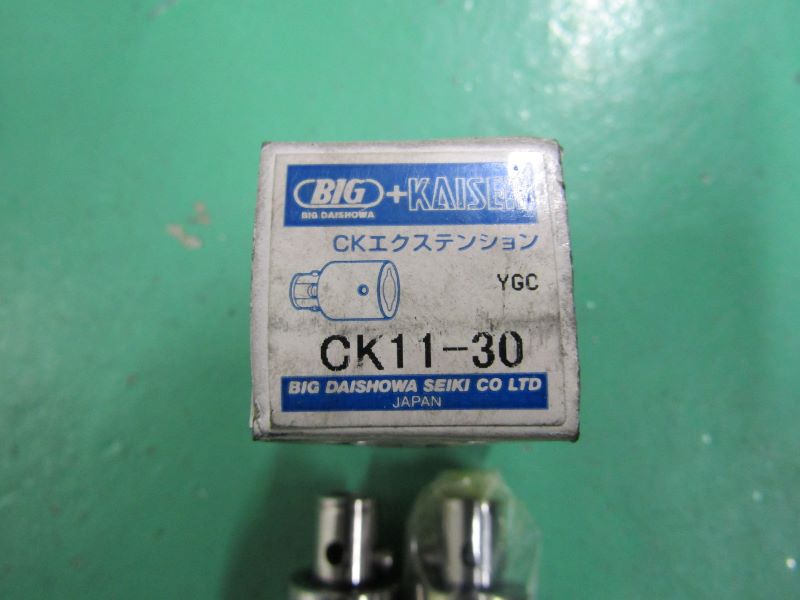 BIG+KAISER
BIG DAISHOWA
CKエクステンション
YGC
CK11-30
BIG DAISHOWA SEIKI CO LTD
JAPAN